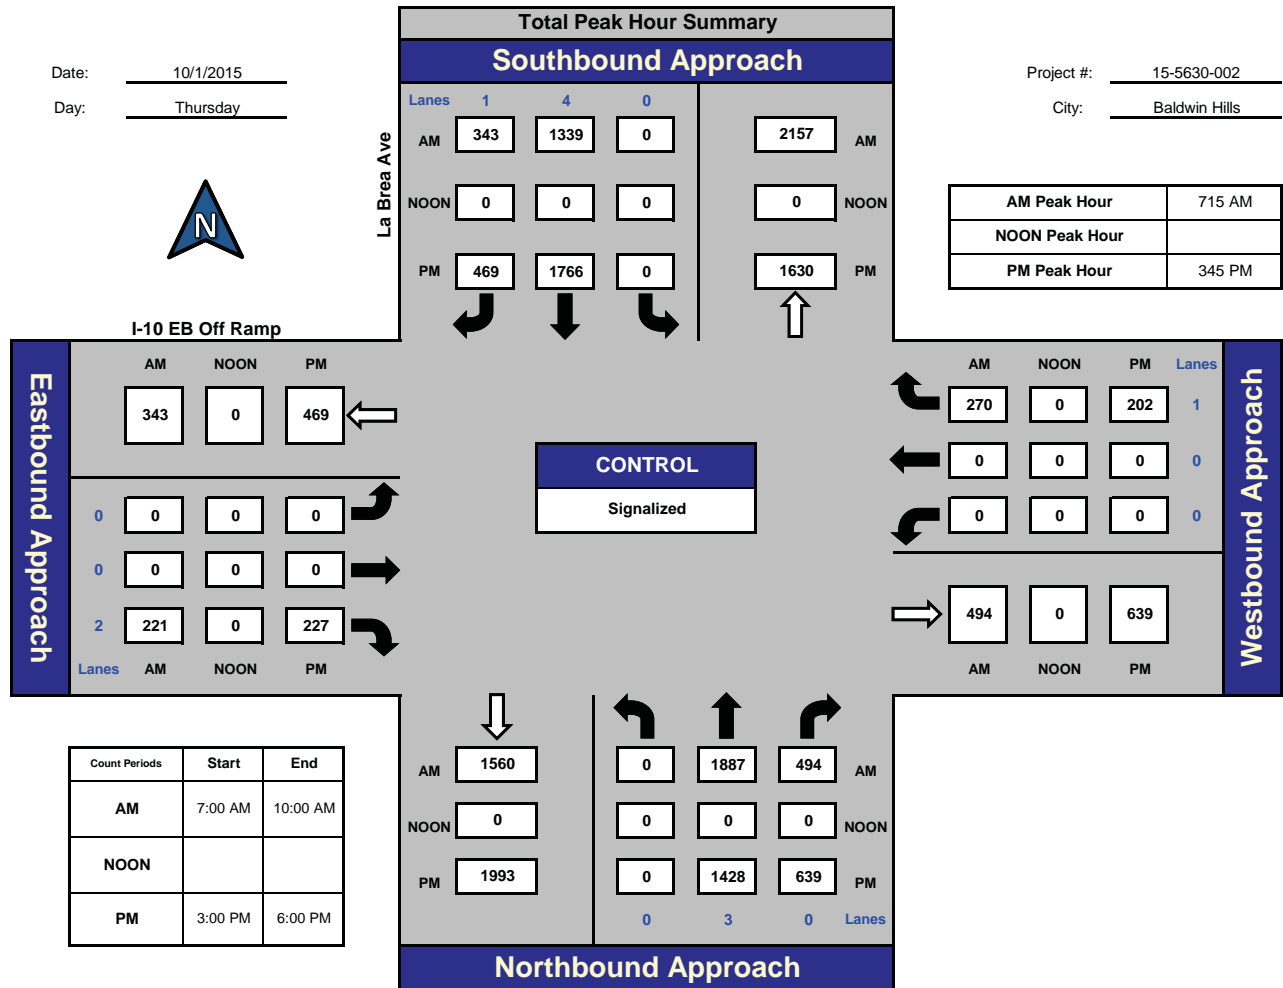 Total Peak Hour Summary
Southbound Approach
Date: 10/1/2015
Day: Thursday
Project #: 15-5630-002
City: Baldwin Hills
N
La Brea Ave
Lanes 1 4 0
AM 343 1339 0 2157 AM
NOON 0 0 0 0 NOON
PM 469 1766 0 1630 PM
AM Peak Hour 715 AM
NOON Peak Hour
PM Peak Hour 345 PM
I-10 EB Off Ramp
Eastbound Approach
AM NOON PM
343 0 469
0 0 0 0
0 0 0 0
2 221 0 227
Lanes AM NOON PM
CONTROL
Signalized
AM NOON PM Lanes
270 0 202 1
0 0 0 0
0 0 0 0
494 0 639
AM NOON PM
Westbound Approach
Count Periods Start End
AM 7:00 AM 10:00 AM
NOON
PM 3:00 PM 6:00 PM
AM 1560 0 1887 494 AM
NOON 0 0 0 0 NOON
PM 1993 0 1428 639 PM
0 3 0 Lanes
Northbound Approach